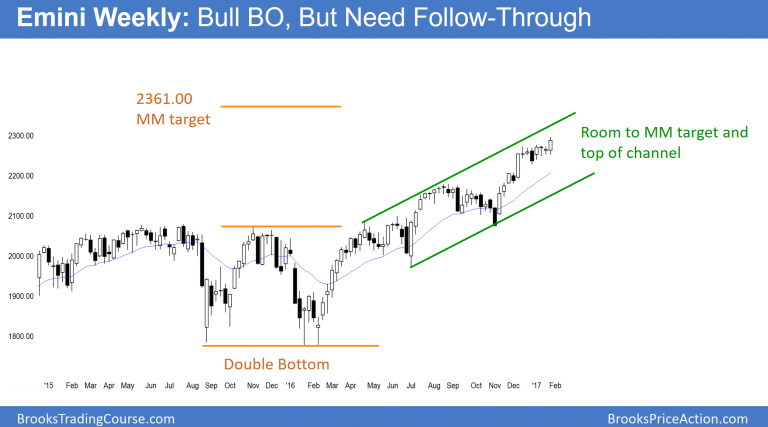 Emini Weekly: Bull BO, But Need Follow-Through
2361.00
MM target
2300.00
Room to MM target and
top of channel
2200.00
2100.00
2000.00
1900.00
1800.00
Double Bottom
'15 Feb Mar Apr May Jun Jul Aug Sep Oct Nov Dec '16 Feb Mar Apr May Jun Jul Aug Sep Oct Nov Dec '17 Feb
BrooksTradingCourse.com BrooksPriceAction.com